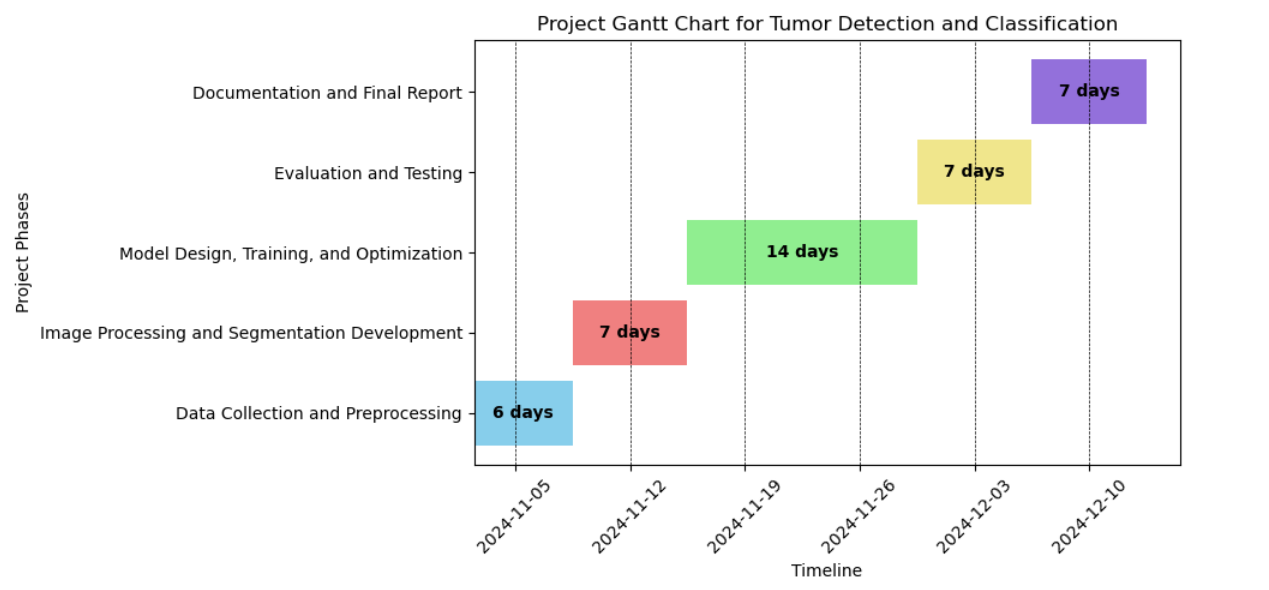 Project Gantt Chart for Tumor Detection and Classification
Project Phases
Documentation and Final Report
7 days
Evaluation and Testing
7 days
Model Design, Training, and Optimization
14 days
Image Processing and Segmentation Development
7 days
Data Collection and Preprocessing
6 days
2024-11-05
2024-11-12
2024-11-19
2024-11-26
2024-12-03
2024-12-10
Timeline